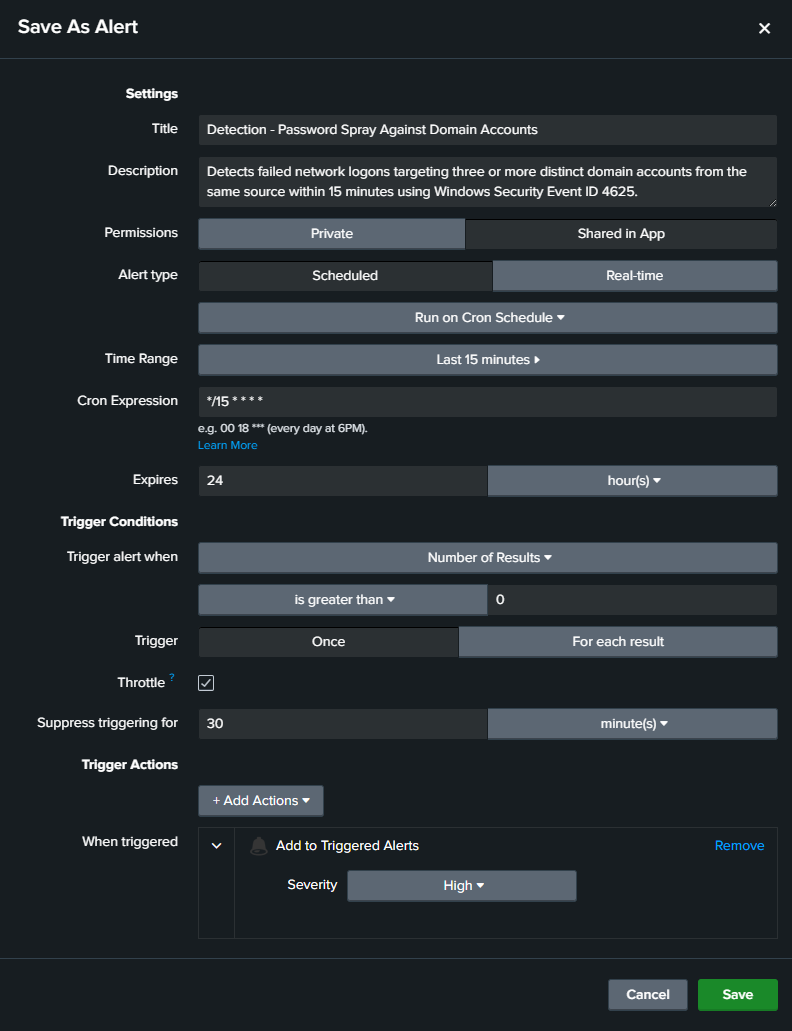 Save As Alert
Settings
Title Detection - Password Spray Against Domain Accounts
Description Detects failed network logons targeting three or more distinct domain accounts from the
same source within 15 minutes using Windows Security Event ID 4625.
Permissions Private Shared in App
Alert type Scheduled Real-time
Run on Cron Schedule
Time Range Last 15 minutes
Cron Expression */15 * * * *
e.g. 00 18 *** (every day at 6PM).
Learn More
Expires 24 hour(s)
Trigger Conditions
Trigger alert when Number of Results
is greater than 0
Trigger Once For each result
Throttle ?
Suppress triggering for 30 minute(s)
Trigger Actions
+ Add Actions
When triggered Add to Triggered Alerts Remove
Severity High
Cancel Save